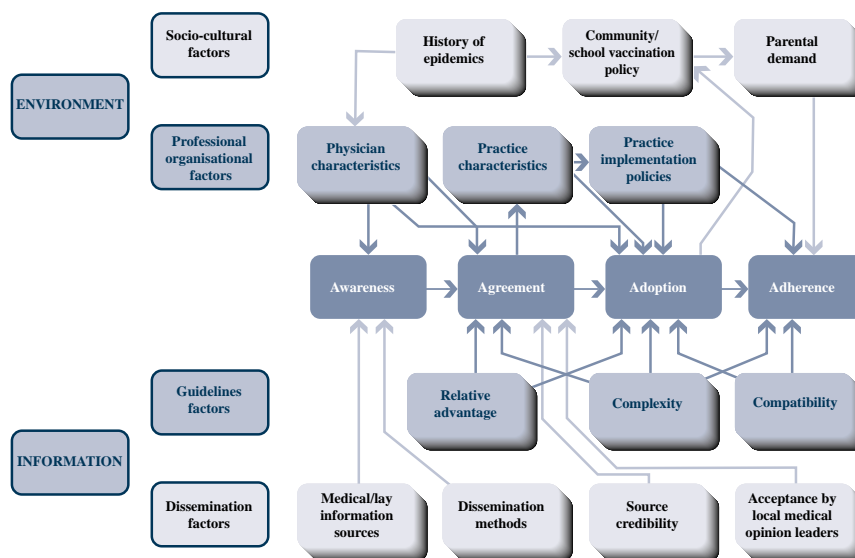 Socio-cultural
factors
History of
epidemics
Community/
school vaccination
policy
Parental
demand
ENVIRONMENT
Professional
organisational
factors
Physician
characteristics
Practice
characteristics
Practice
implementation
policies
Awareness
Agreement
Adoption
Adherence
Guidelines
factors
Relative
advantage
Complexity
Compatibility
INFORMATION
Dissemination
factors
Medical/lay
information
sources
Dissemination
methods
Source
credibility
Acceptance by
local medical
opinion leaders